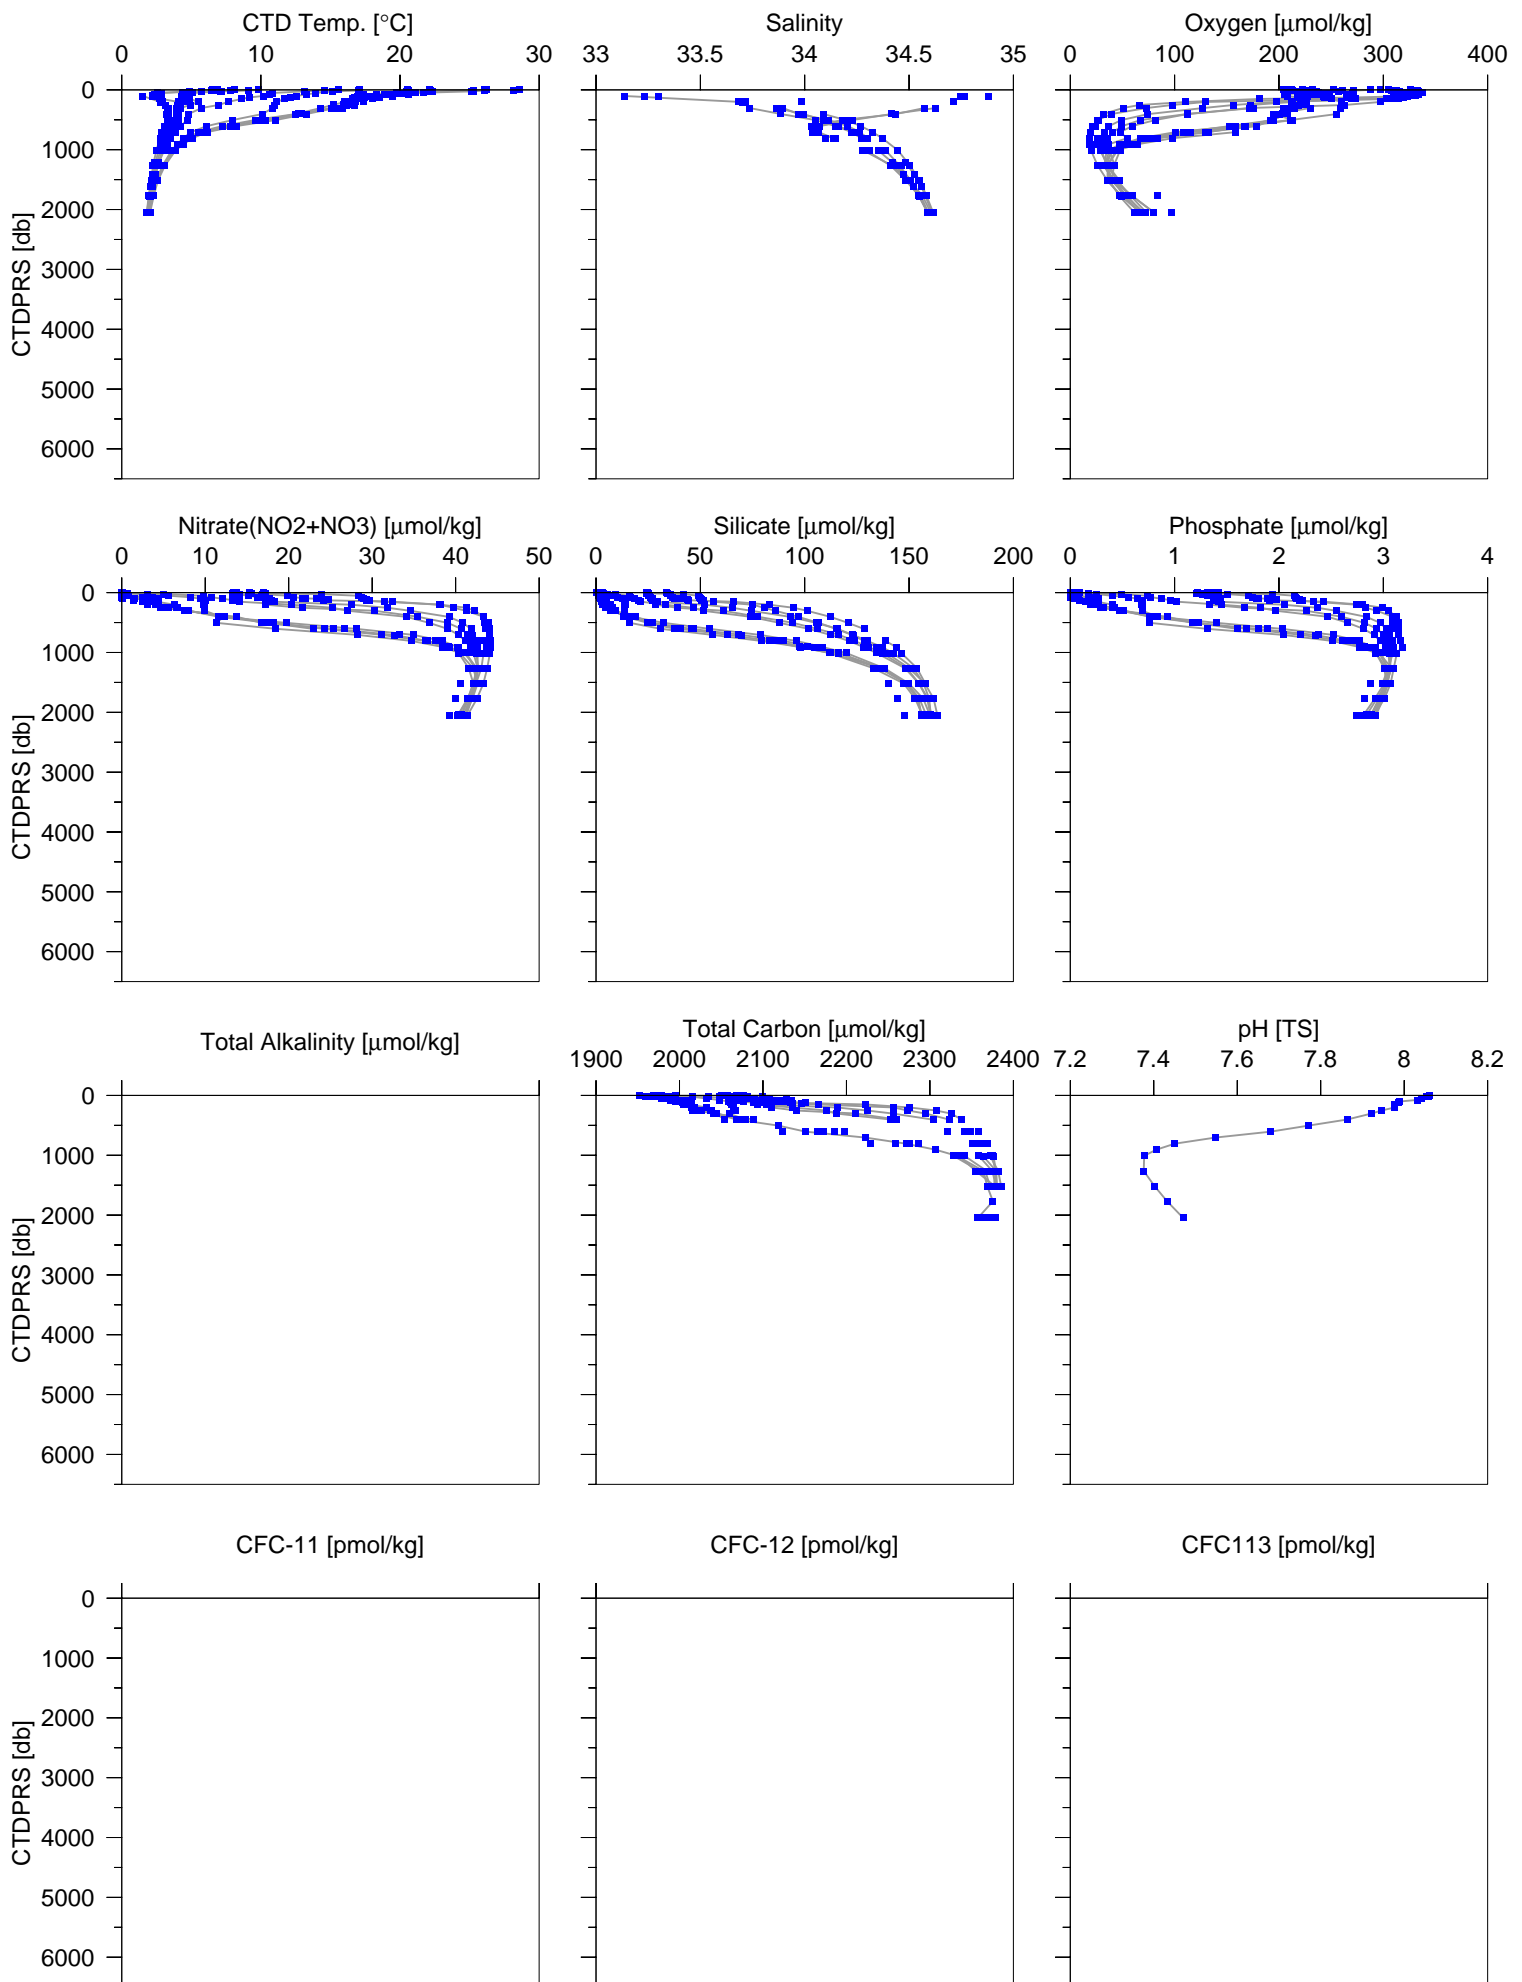 CTD Temp. [°C] Salinity Oxygen [μmol/kg]
0 10 20 30 33 33.5 34 34.5 35 0 100 200 300 400
0
1000
2000
3000
4000
5000
6000
CTDPRS [db]
Nitrate(NO2+NO3) [μmol/kg] Silicate [μmol/kg] Phosphate [μmol/kg]
0 10 20 30 40 50 0 50 100 150 200 0 1 2 3 4
0
1000
2000
3000
4000
5000
6000
CTDPRS [db]
Total Alkalinity [μmol/kg] Total Carbon [μmol/kg] pH [TS]
1900 2000 2100 2200 2300 2400 7.2 7.4 7.6 7.8 8 8.2
0
1000
2000
3000
4000
5000
6000
CTDPRS [db]
CFC-11 [pmol/kg] CFC-12 [pmol/kg] CFC113 [pmol/kg]
0
1000
2000
3000
4000
5000
6000
CTDPRS [db]